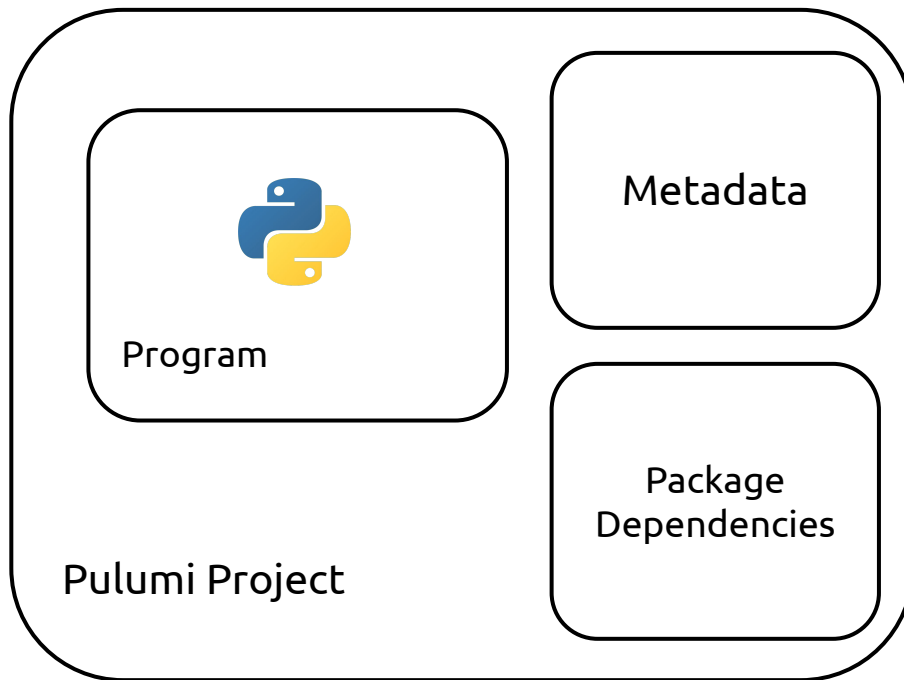 Metadata
Program
Package
Dependencies
Pulumi Project